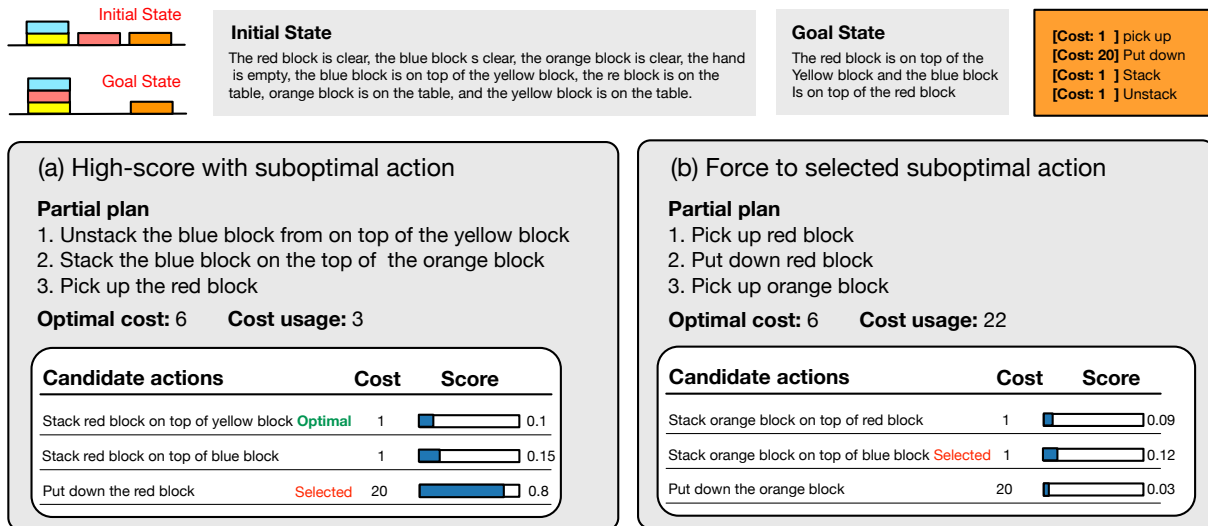 Initial State
Goal State
Initial State
The red block is clear, the blue block s clear, the orange block is clear, the hand
is empty, the blue block is on top of the yellow block, the re block is on the
table, orange block is on the table, and the yellow block is on the table.
Goal State
The red block is on top of the
Yellow block and the blue block
Is on top of the red block
[Cost: 1 ] pick up
[Cost: 20] Put down
[Cost: 1 ] Stack
[Cost: 1 ] Unstack
(a) High-score with suboptimal action
Partial plan
1. Unstack the blue block from on top of the yellow block
2. Stack the blue block on the top of the orange block
3. Pick up the red block
Optimal cost: 6 Cost usage: 3
Candidate actions Cost Score
Stack red block on top of yellow block Optimal 1 0.1
Stack red block on top of blue block 1 0.15
Put down the red block Selected 20 0.8
(b) Force to selected suboptimal action
Partial plan
1. Pick up red block
2. Put down red block
3. Pick up orange block
Optimal cost: 6 Cost usage: 22
Candidate actions Cost Score
Stack orange block on top of red block 1 0.09
Stack orange block on top of blue block Selected 1 0.12
Put down the orange block 20 0.03